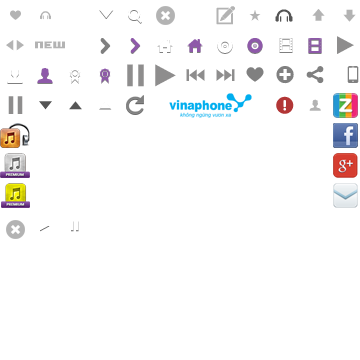 NEW
vinaphone
không ngừng vươn xa
Z
f
g+
PREMIUM
PREMIUM